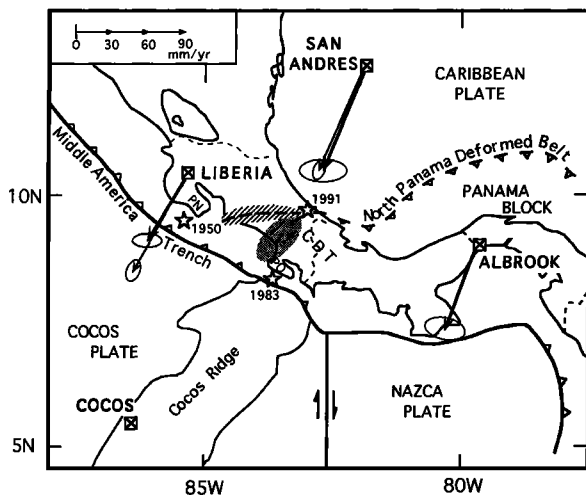 0 30 60 90
mm/yr
SAN
ANDRES
CARIBBEAN
PLATE
Middle America
Trench
LIBERIA
North Panama Deformed Belt
10N
PN
1991
PANAMA
BLOCK
1950
C-B-T
ALBROOK
1983
COCOS
PLATE
Cocos Ridge
COCOS
NAZCA
PLATE
5N
85W
80W